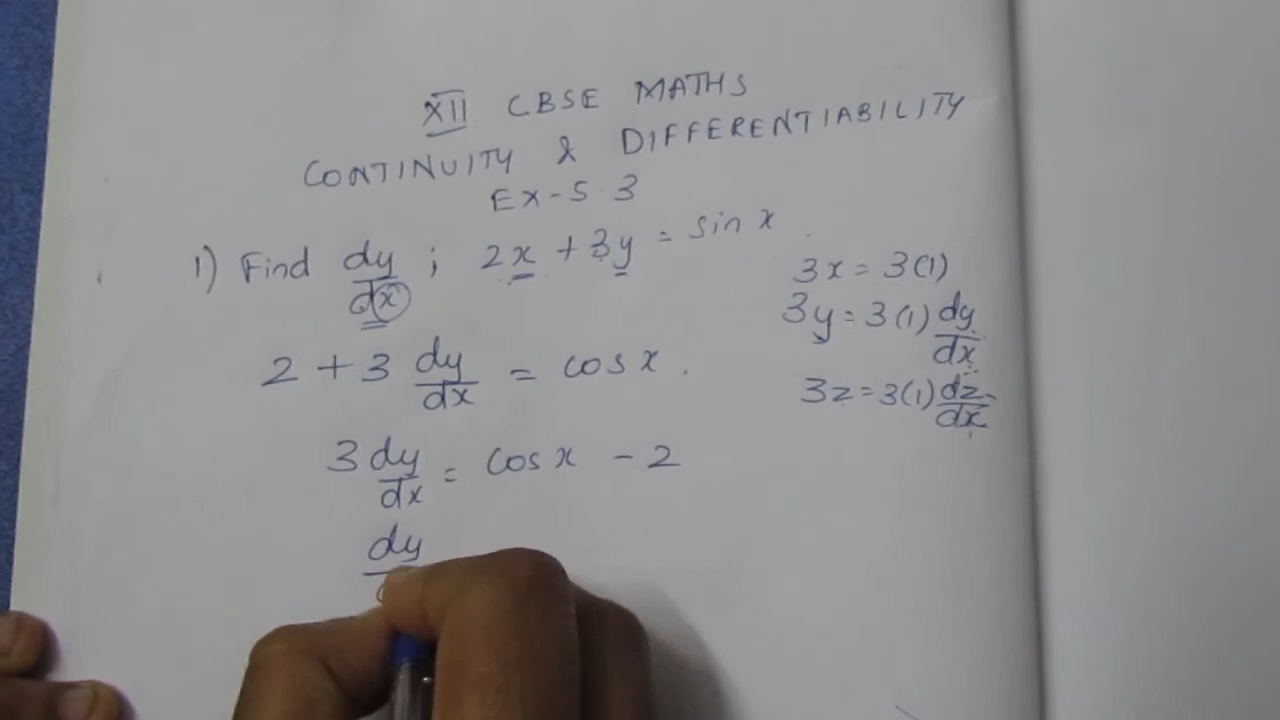 XII CBSE MATHS
CONTINUITY & DIFFERENTIABILITY
EX-5.3
1) Find dy/dx ; 2x + 3y = sin x
3x = 3(1)
3y = 3(1) dy/dx
3z = 3(1) dz/dx
2 + 3 dy/dx = cos x.
3 dy/dx = cos x - 2
dy